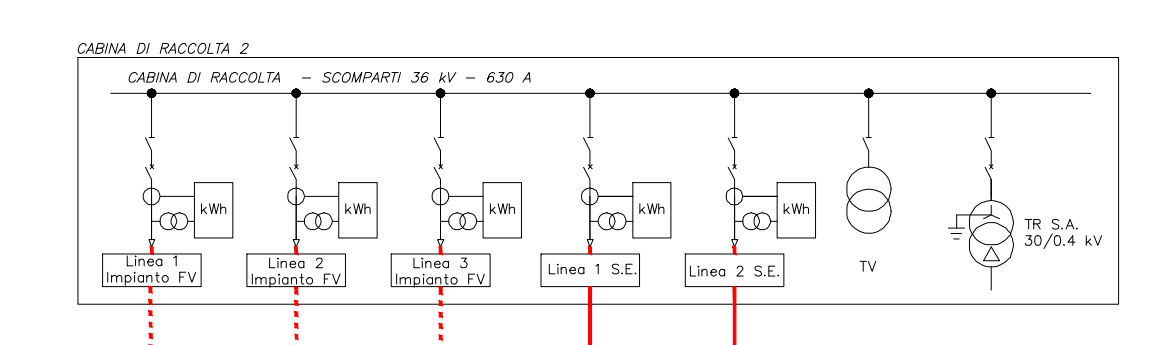 CABINA DI RACCOLTA 2
CABINA DI RACCOLTA - SCOMPARTI 36 kV - 630 A
kWh
kWh
kWh
kWh
kWh
TR S.A.
30/0.4 kV
TV
Linea 1
Impianto FV
Linea 2
Impianto FV
Linea 3
Impianto FV
Linea 1 S.E.
Linea 2 S.E.